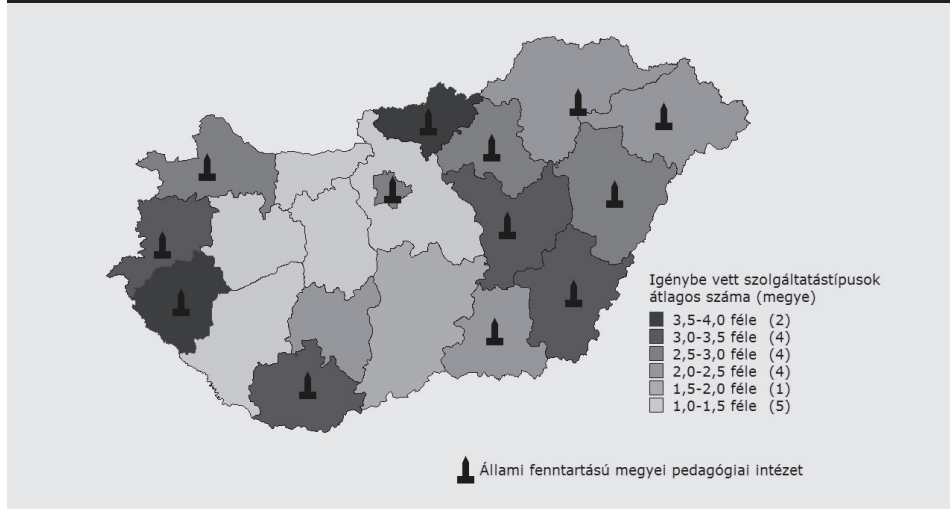 Igénybe vett szolgáltatástípusok
átlagos száma (megye)
3,5-4,0 féle (2)
3,0-3,5 féle (4)
2,5-3,0 féle (4)
2,0-2,5 féle (4)
1,5-2,0 féle (1)
1,0-1,5 féle (5)
Állami fenntartású megyei pedagógiai intézet